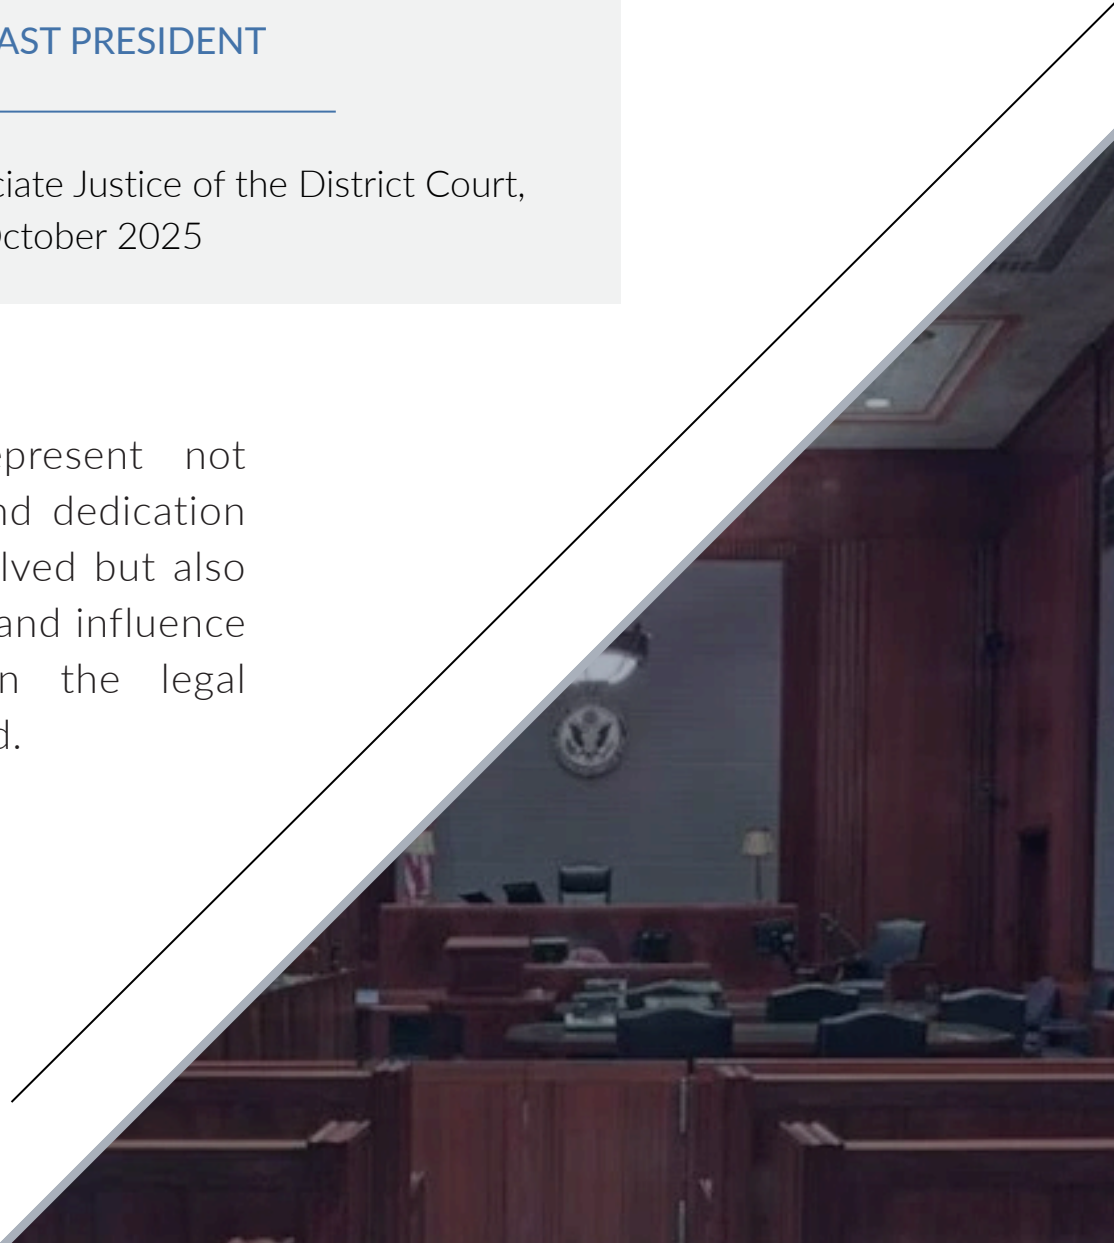 AST PRESIDENT
ciate Justice of the District Court,
October 2025
epresent not
nd dedication
lved but also
and influence
n the legal
d.